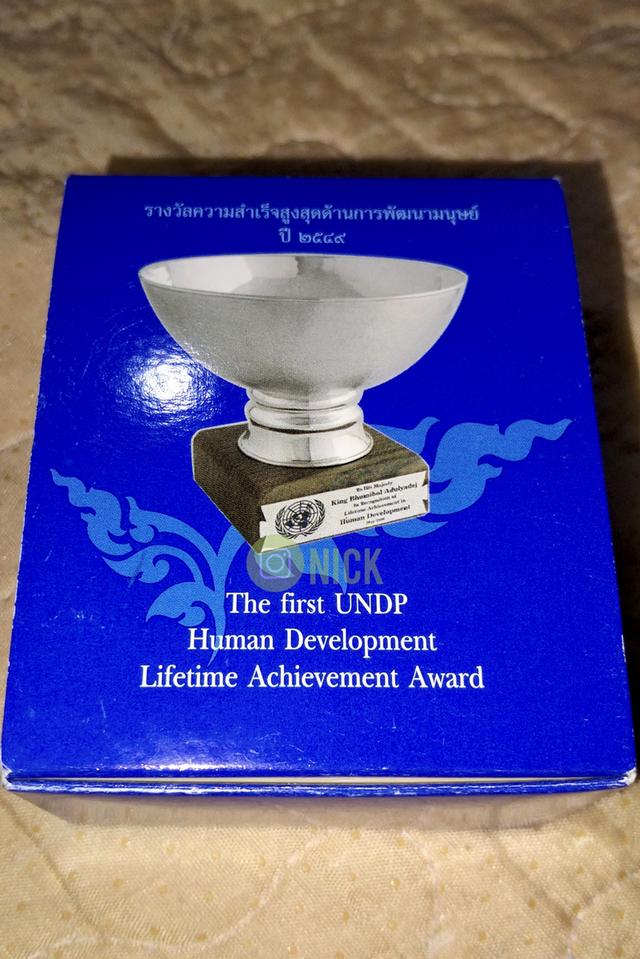 รางวัลความสำเร็จสูงสุดด้านการพัฒนามนุษย์
ปี ๒๕๔๙
To His Majesty
King Bhumibol Adulyadej
In Recognition of
Lifetime Achievement in
Human Development
May 2006
NICK
The first UNDP
Human Development
Lifetime Achievement Award